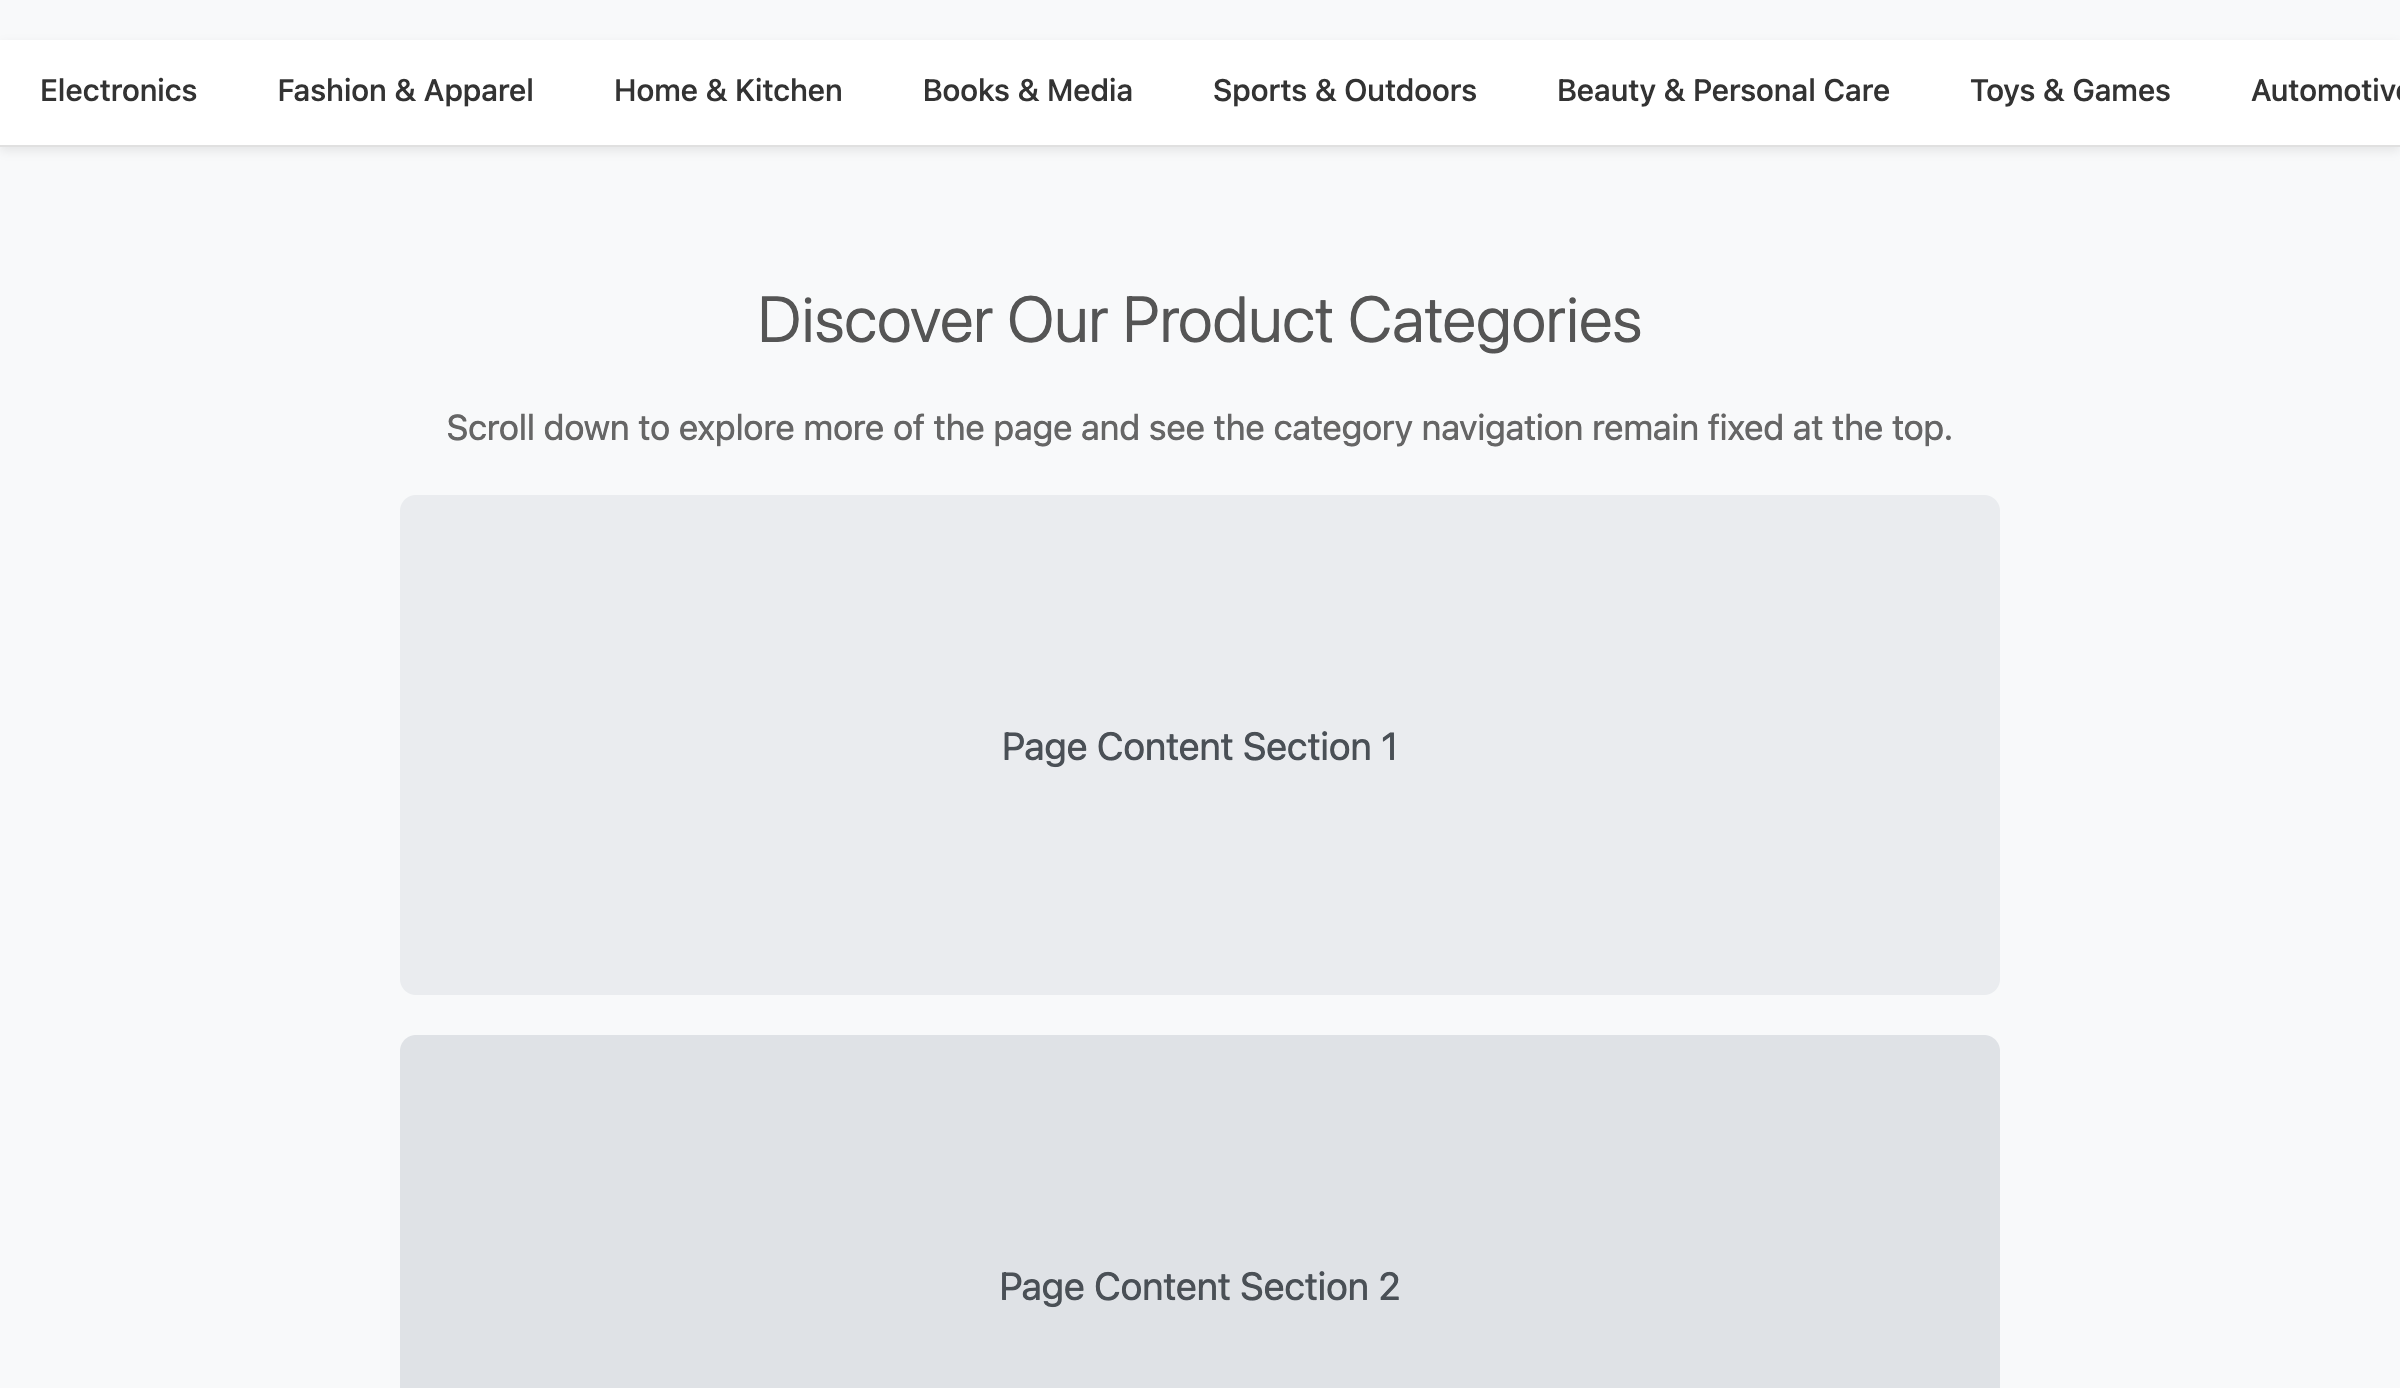 Electronics Fashion & Apparel Home & Kitchen Books & Media Sports & Outdoors Beauty & Personal Care Toys & Games Automotive
Discover Our Product Categories
Scroll down to explore more of the page and see the category navigation remain fixed at the top.
Page Content Section 1
Page Content Section 2